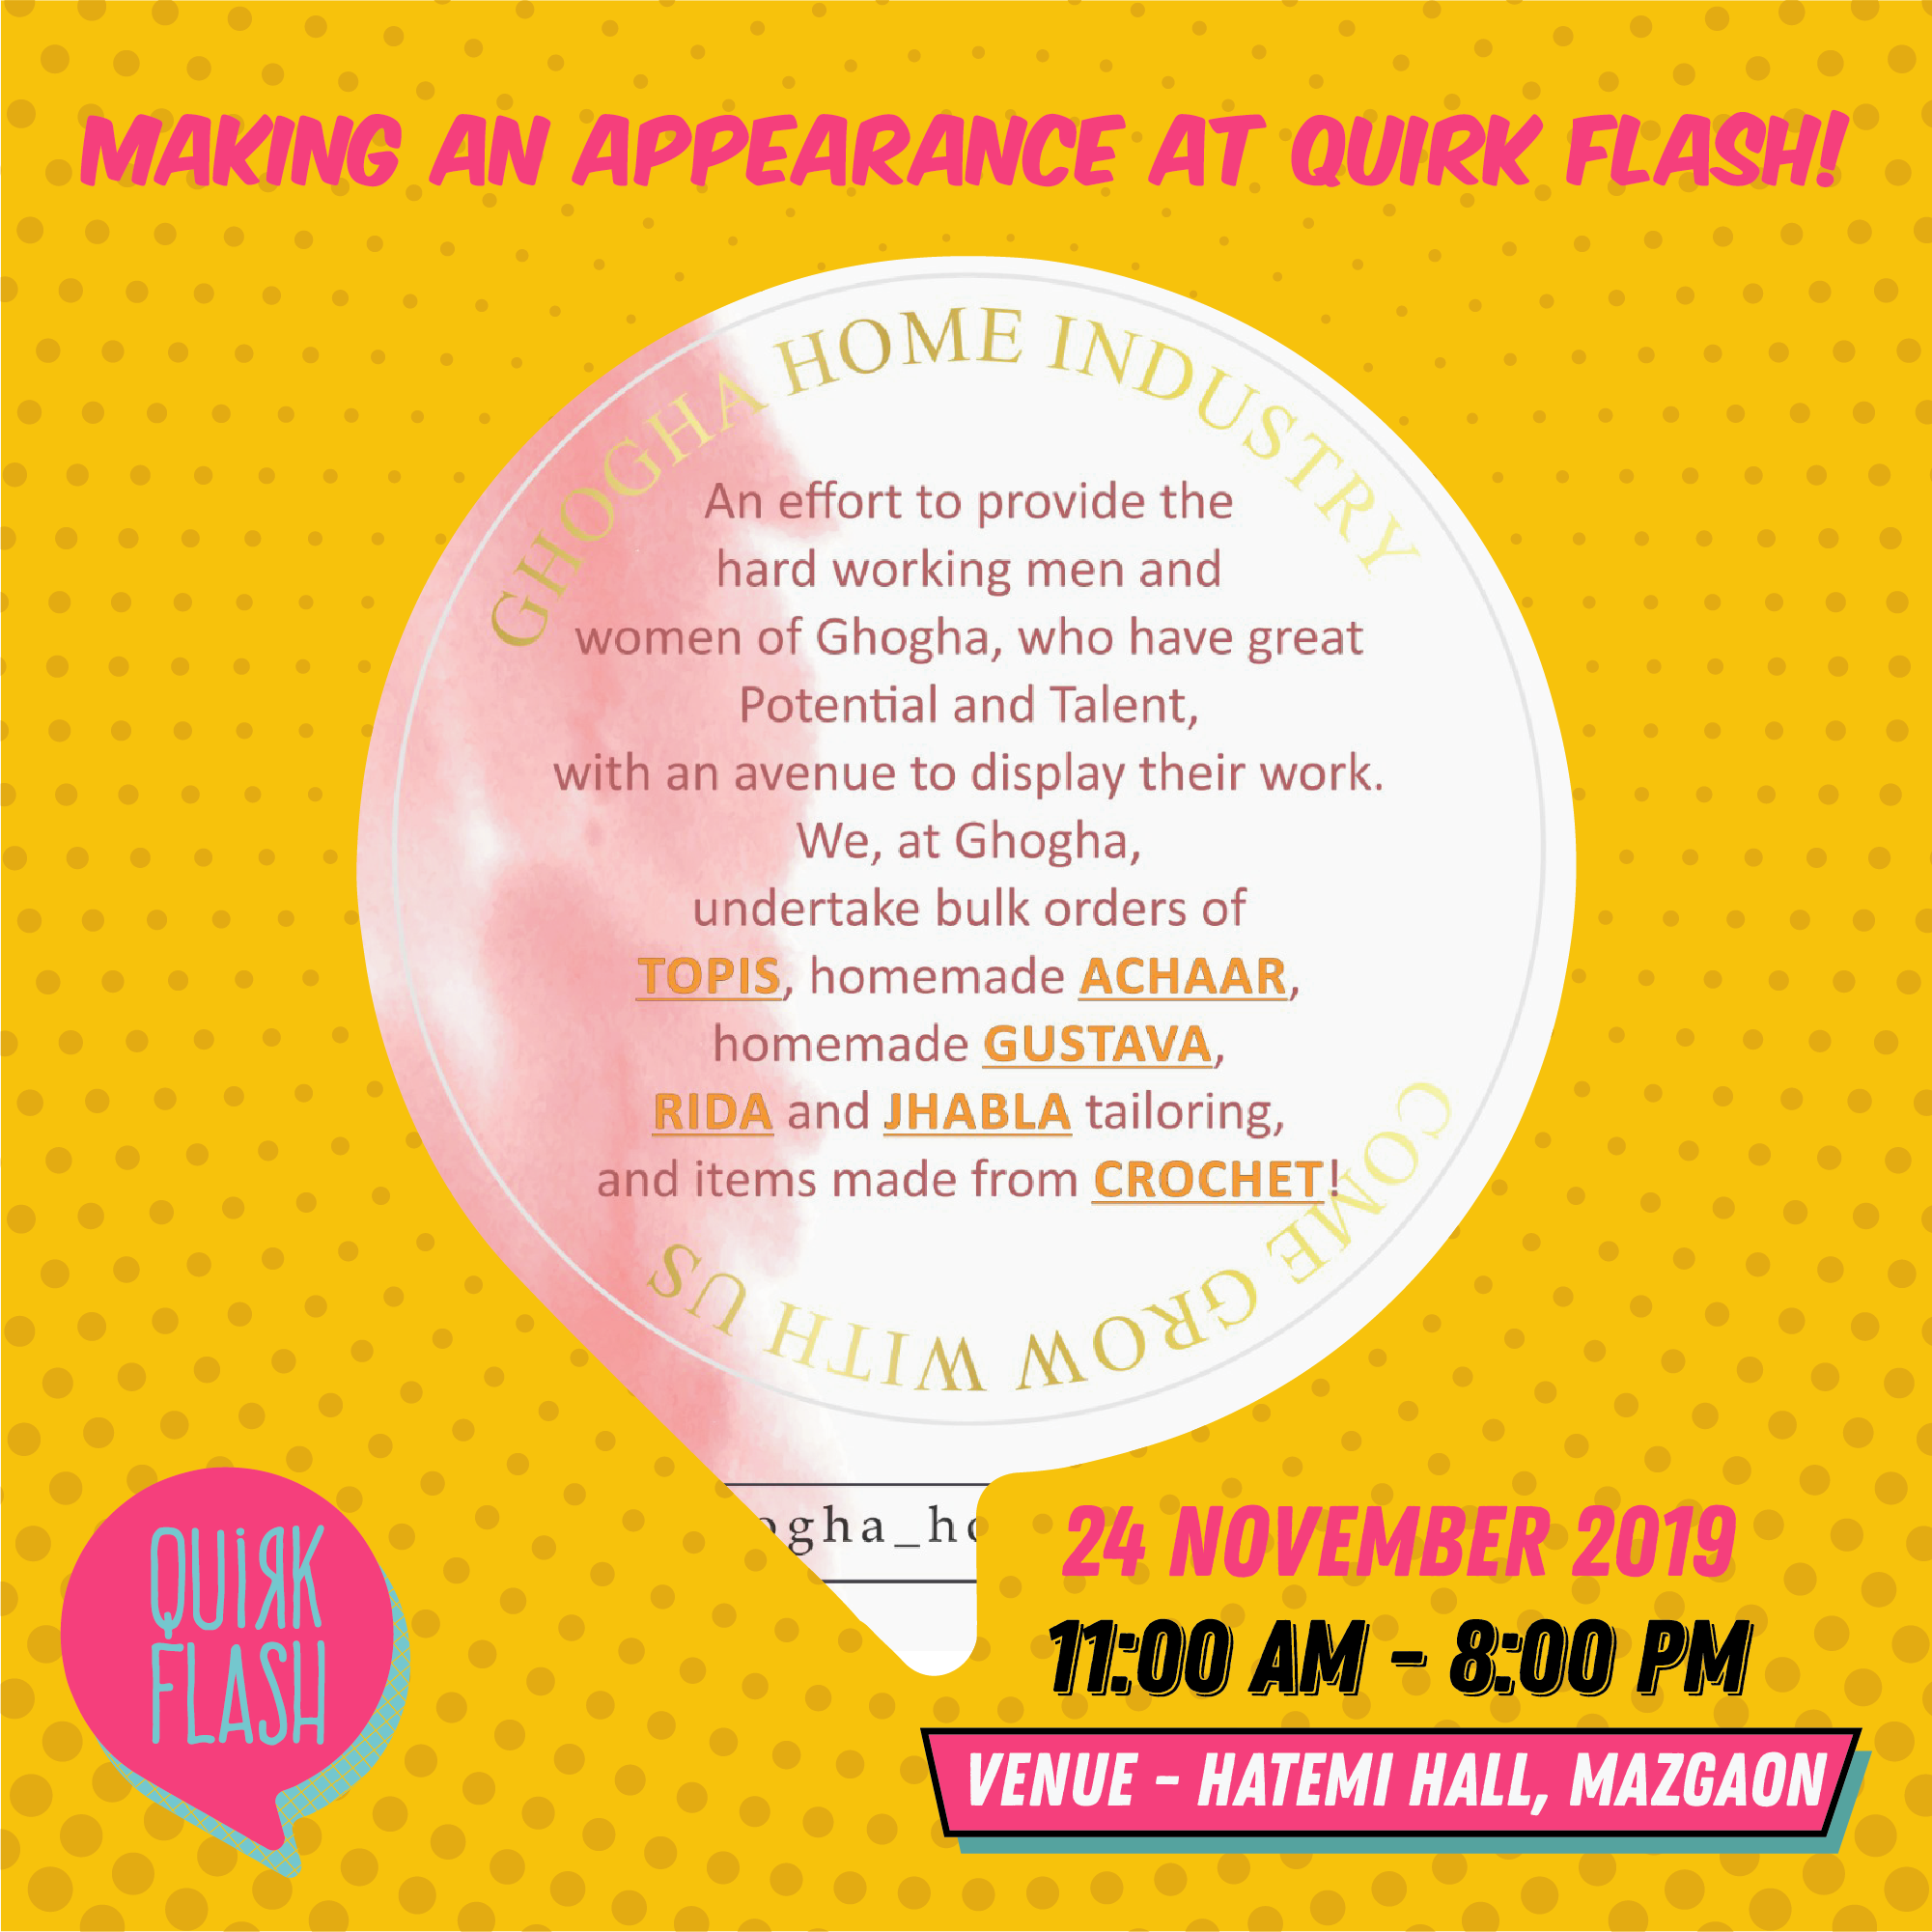 MAKING AN APPEARANCE AT QUIRK FLASH!
GHOGHA HOME INDUSTRY
An effort to provide the
hard working men and
women of Ghogha, who have great
Potential and Talent,
with an avenue to display their work.
We, at Ghogha,
undertake bulk orders of
TOPIS, homemade ACHAAR,
homemade GUSTAVA,
RIDA and JHABLA tailoring,
and items made from CROCHET!
COME GROW WITH US
QUIRK
FLASH
24 NOVEMBER 2019
11:00 AM - 8:00 PM
VENUE - HATEMI HALL, MAZGAON